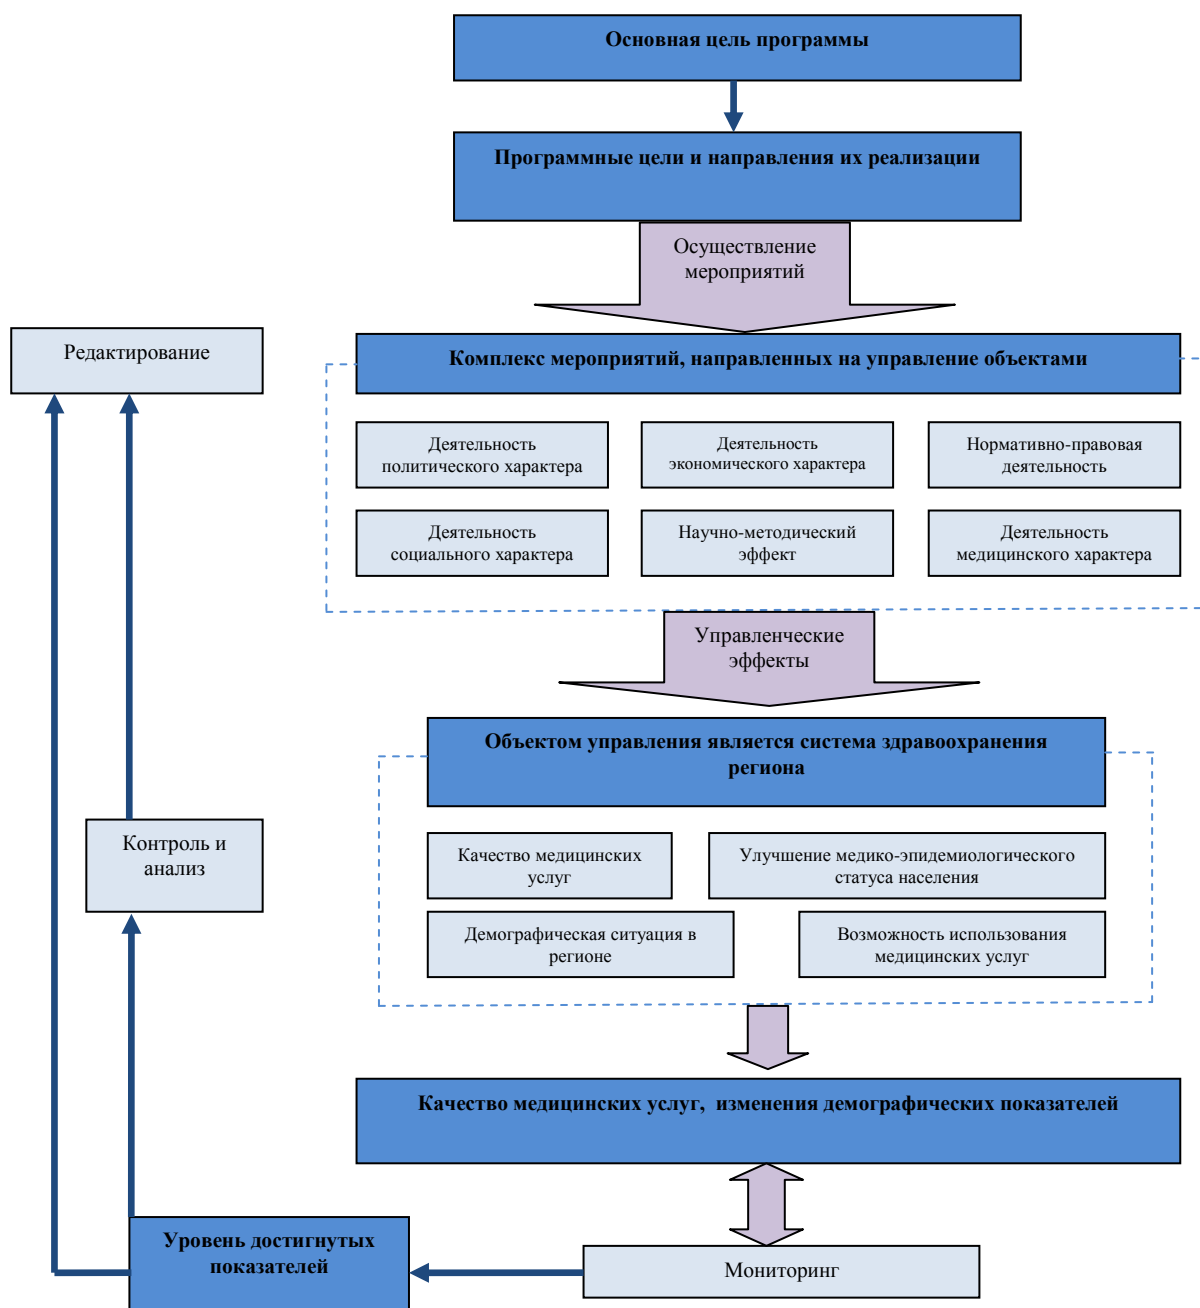 Основная цель программы
Программные цели и направления их реализации
Осуществление
мероприятий
Редактирование
Комплекс мероприятий, направленных на управление объектами
Деятельность
политического характера
Деятельность
экономического характера
Нормативно-правовая
деятельность
Деятельность
социального характера
Научно-методический
эффект
Деятельность
медицинского характера
Управленческие
эффекты
Объектом управления является система здравоохранения
региона
Контроль и
анализ
Качество медицинских
услуг
Улучшение медико-эпидемиологического
статуса населения
Демографическая ситуация в
регионе
Возможность использования
медицинских услуг
Качество медицинских услуг,  изменения демографических показателей
Уровень достигнутых
показателей
Мониторинг